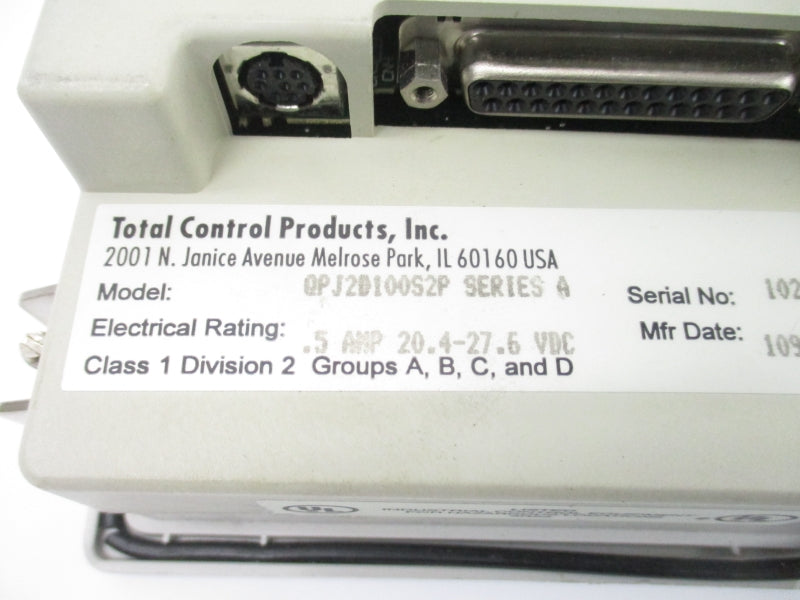 Total Control Products, Inc.
2001 N. Janice Avenue Melrose Park, IL 60160 USA
Model: QPJ2D100S2P SERIES A
Serial No: 102
Electrical Rating: .5 AMP 20.4-27.6 VDC
Mfr Date: 109
Class 1 Division 2 Groups A, B, C, and D
UL